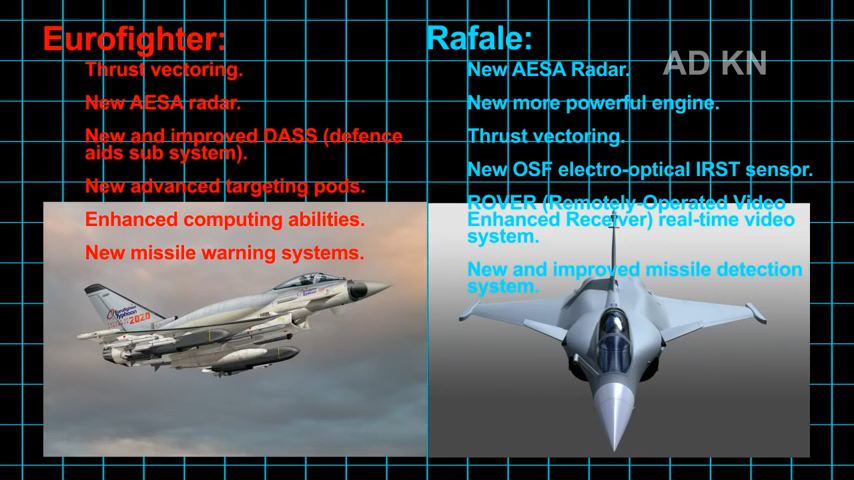 Eurofighter:
Thrust vectoring.
New AESA radar.
New and improved DASS (defence
aids sub system).
New advanced targeting pods.
Enhanced computing abilities.
New missile warning systems.
Rafale:
AD KN
New AESA Radar.
New more powerful engine.
Thrust vectoring.
New OSF electro-optical IRST sensor.
ROVER (Remotely-Operated Video
Enhanced Receiver) real-time video
system.
New and improved missile detection
system.
Eurofighter
Typhoon
2020